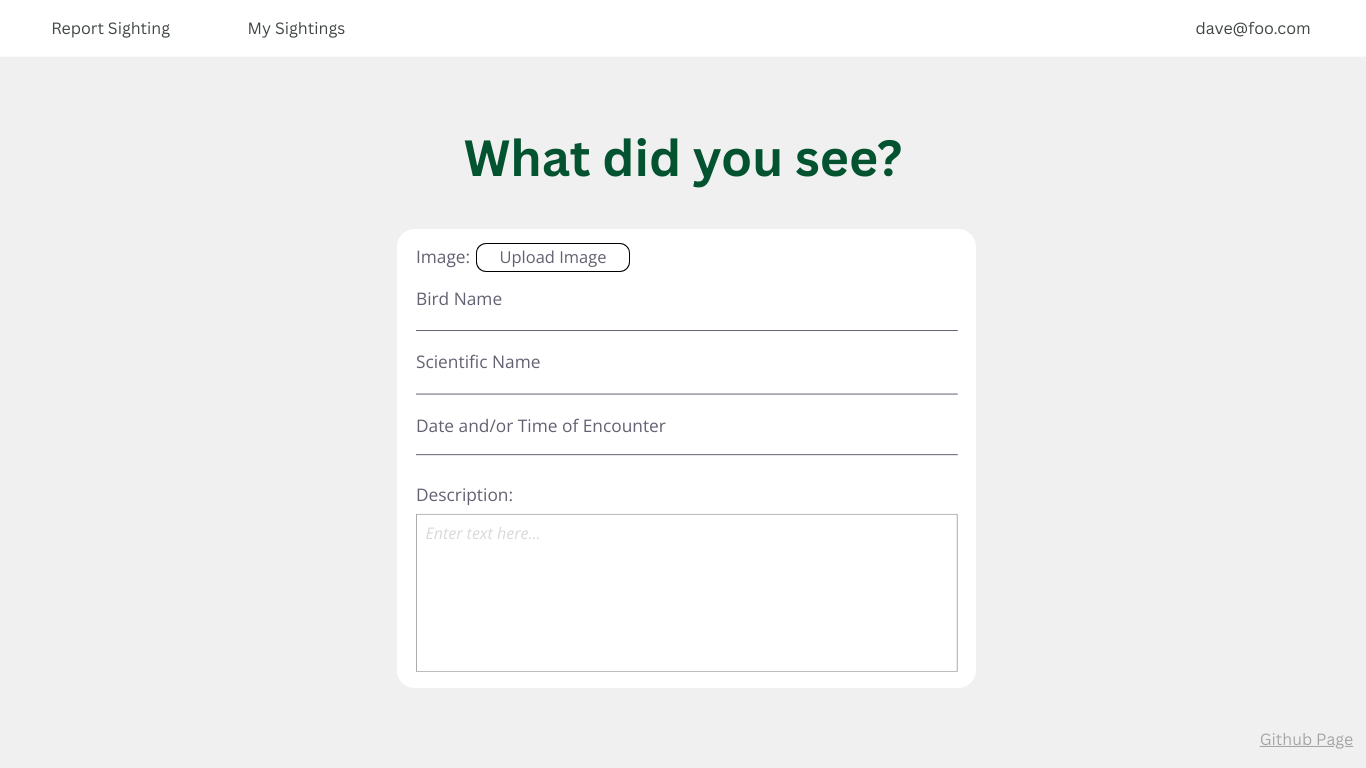 Report Sighting
My Sightings
dave@foo.com
What did you see?
Image: Upload Image
Bird Name
Scientific Name
Date and/or Time of Encounter
Description:
Enter text here...
Github Page